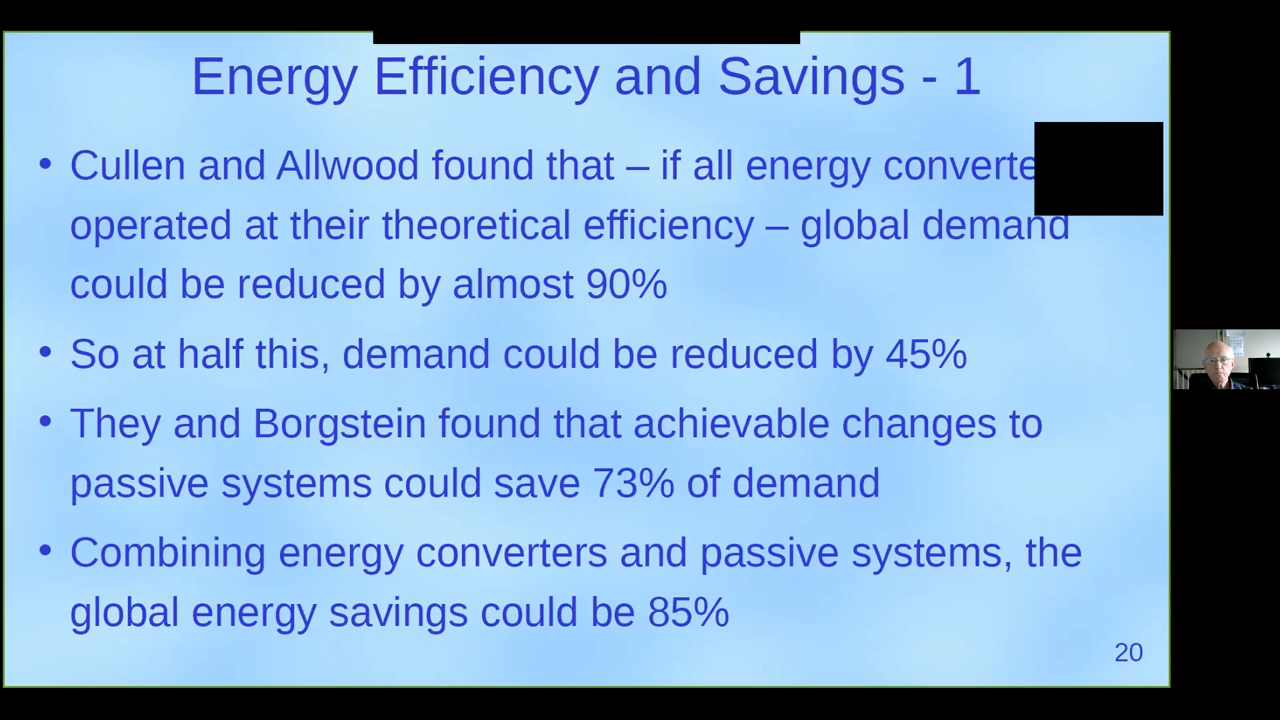 Energy Efficiency and Savings - 1
• Cullen and Allwood found that – if all energy
operated at their theoretical efficiency – global demand
could be reduced by almost 90%
• So at half this, demand could be reduced by 45%
• They and Borgstein found that achievable changes to
passive systems could save 73% of demand
• Combining energy converters and passive systems, the
global energy savings could be 85%
20